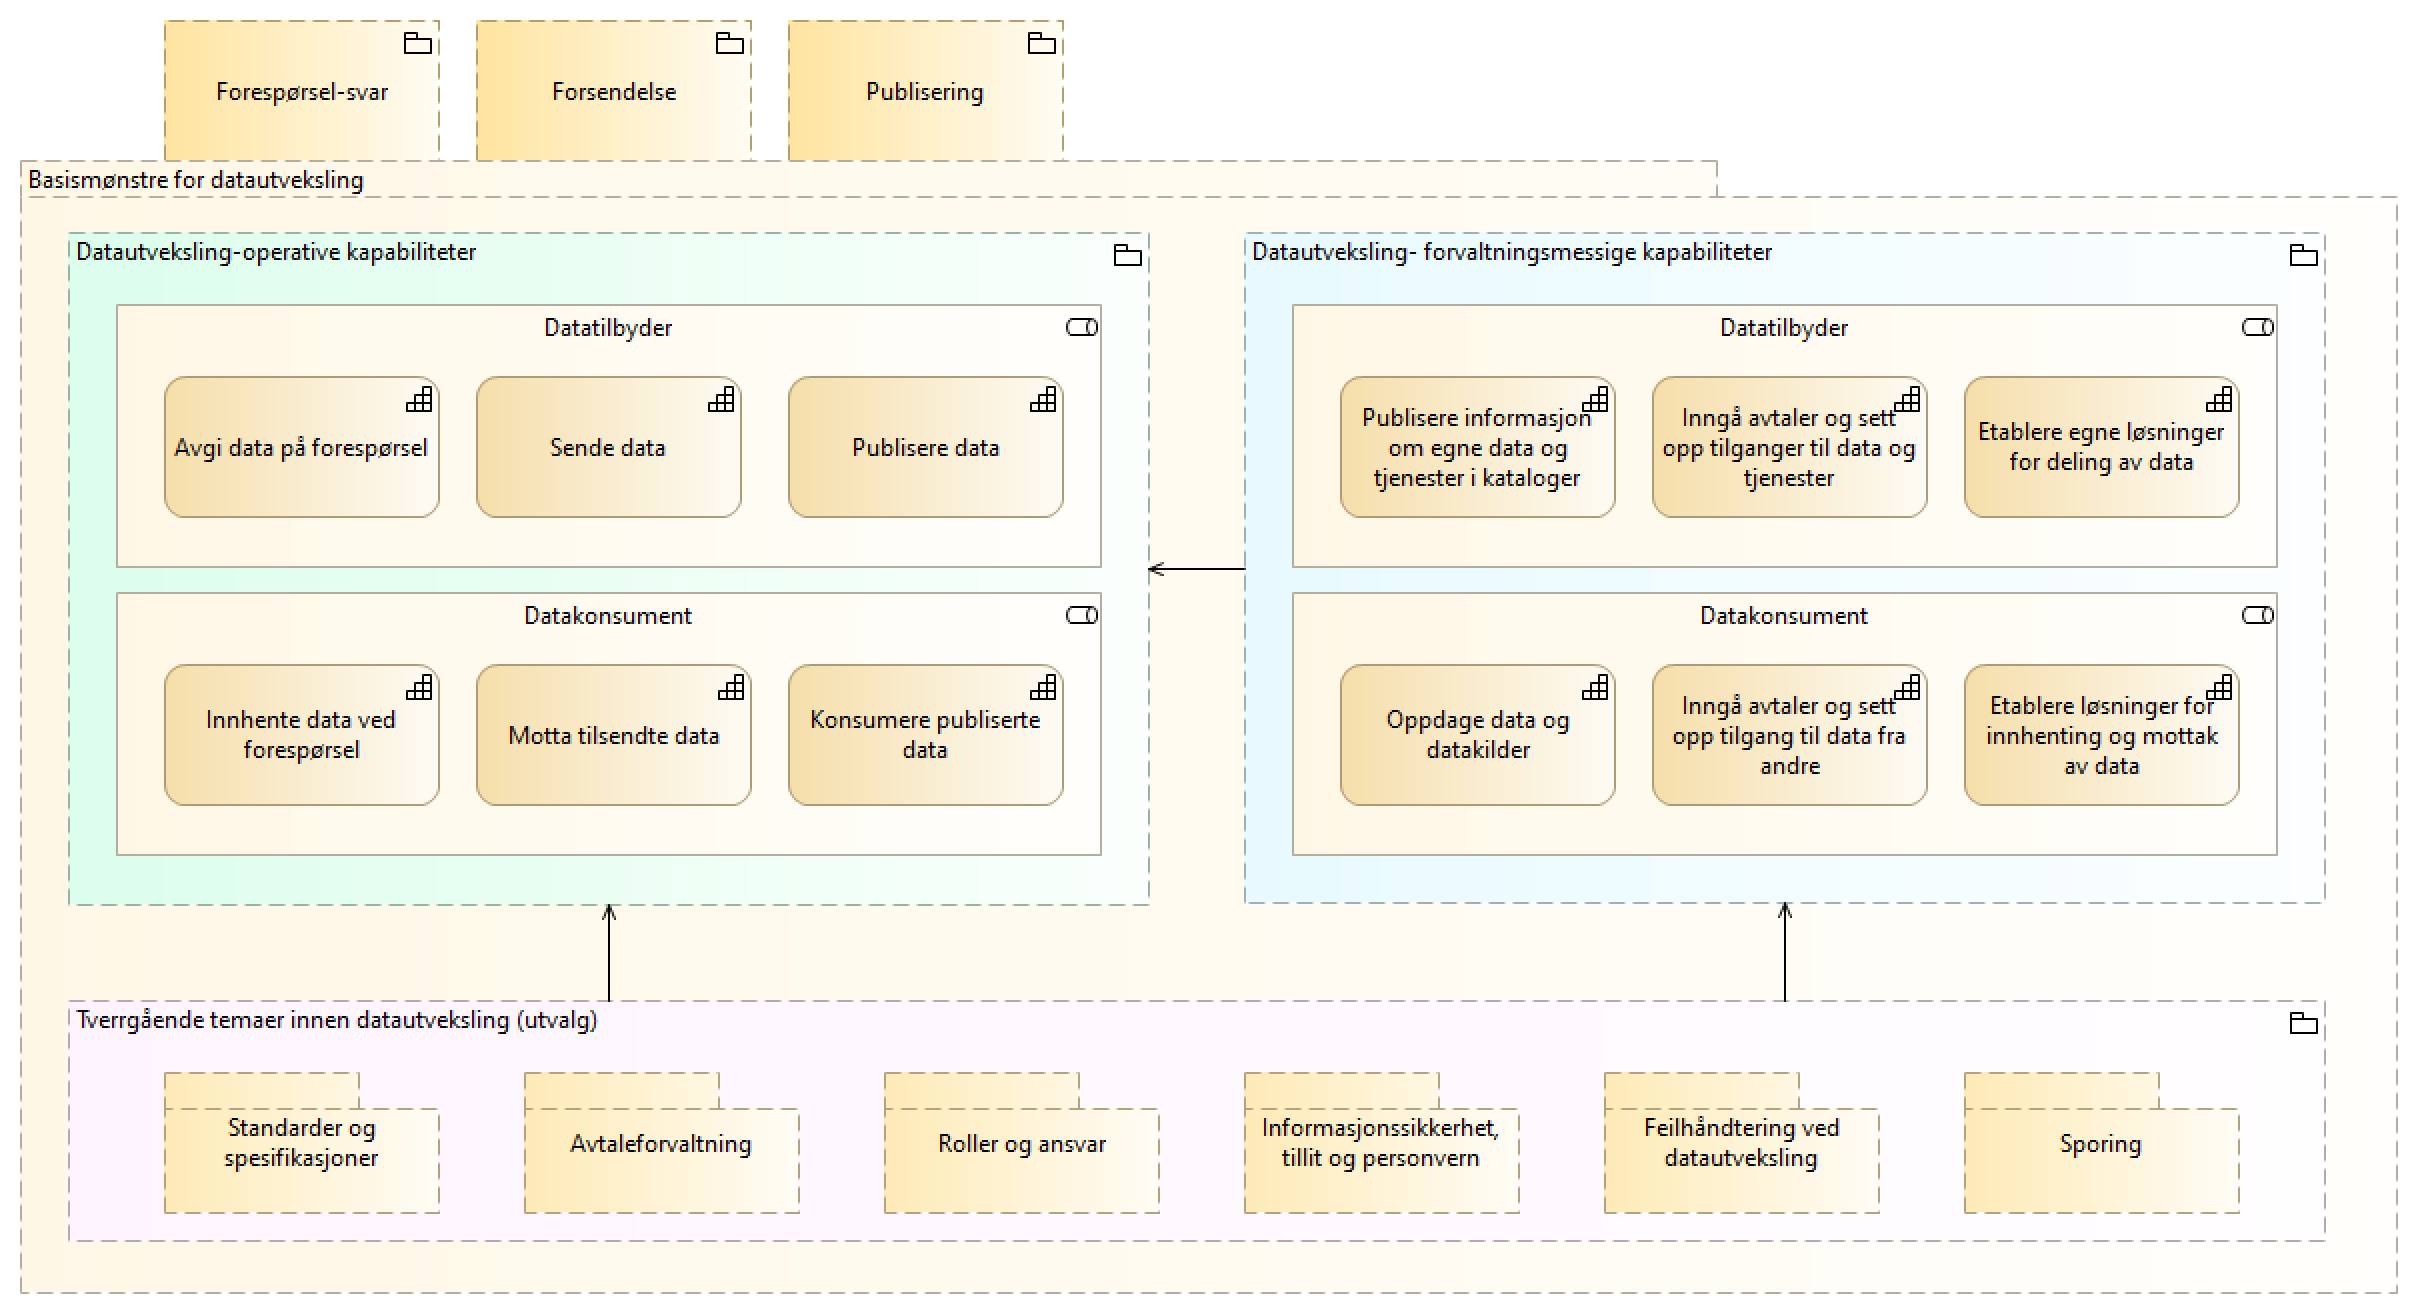 Forespørsel-svar
Forsendelse
Publisering
Basismønstre for datautveksling
Datautveksling-operative kapabiliteter
Datatilbyder
Avgi data på forespørsel
Sende data
Publisere data
Datakonsument
Innhente data ved
forespørsel
Motta tilsendte data
Konsumere publiserte
data
Datautveksling- forvaltningsmessige kapabiliteter
Datatilbyder
Publisere informasjon
om egne data og
tjenester i kataloger
Inngå avtaler og sett
opp tilganger til data og
tjenester
Etablere egne løsninger
for deling av data
Datakonsument
Oppdage data og
datakilder
Inngå avtaler og sett
opp tilgang til data fra
andre
Etablere løsninger for
innhenting og mottak
av data
Tverrgående temaer innen datautveksling (utvalg)
Standarder og
spesifikasjoner
Avtaleforvaltning
Roller og ansvar
Informasjonssikkerhet,
tillit og personvern
Feilhåndtering ved
datautveksling
Sporing